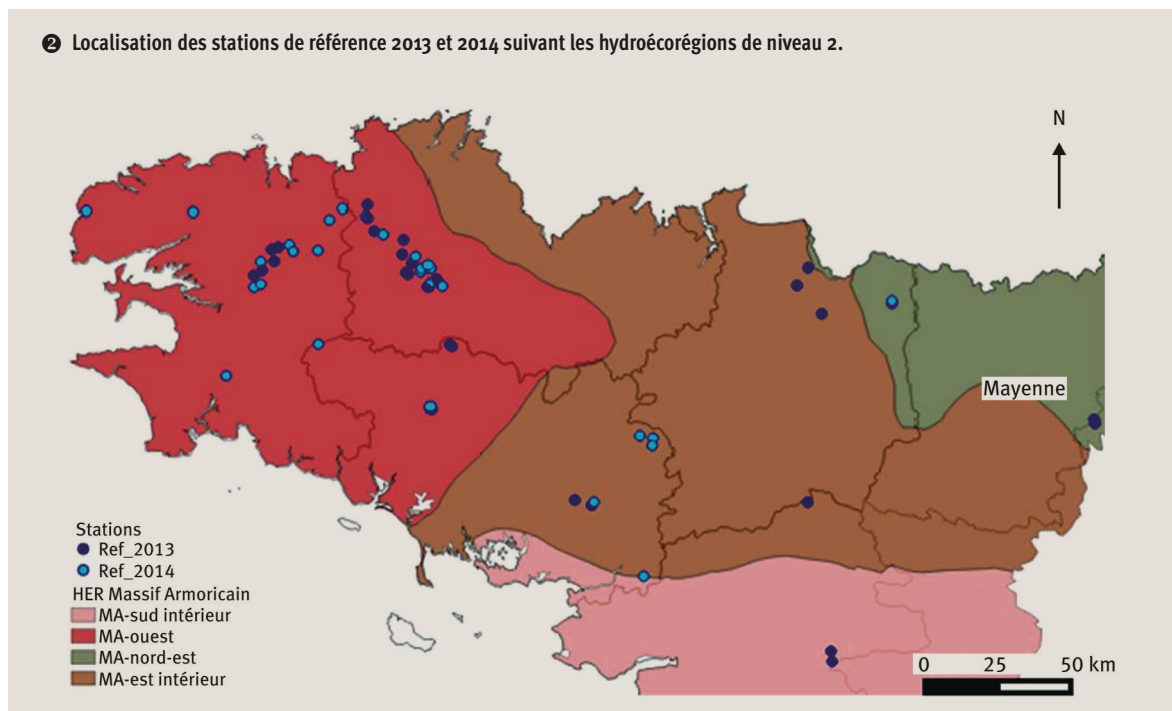 ❷ Localisation des stations de référence 2013 et 2014 suivant les hydroécorégions de niveau 2.
N
Mayenne
Stations
Ref_2013
Ref_2014
HER Massif Armoricain
MA-sud intérieur
MA-ouest
MA-nord-est
MA-est intérieur
0 25 50 km